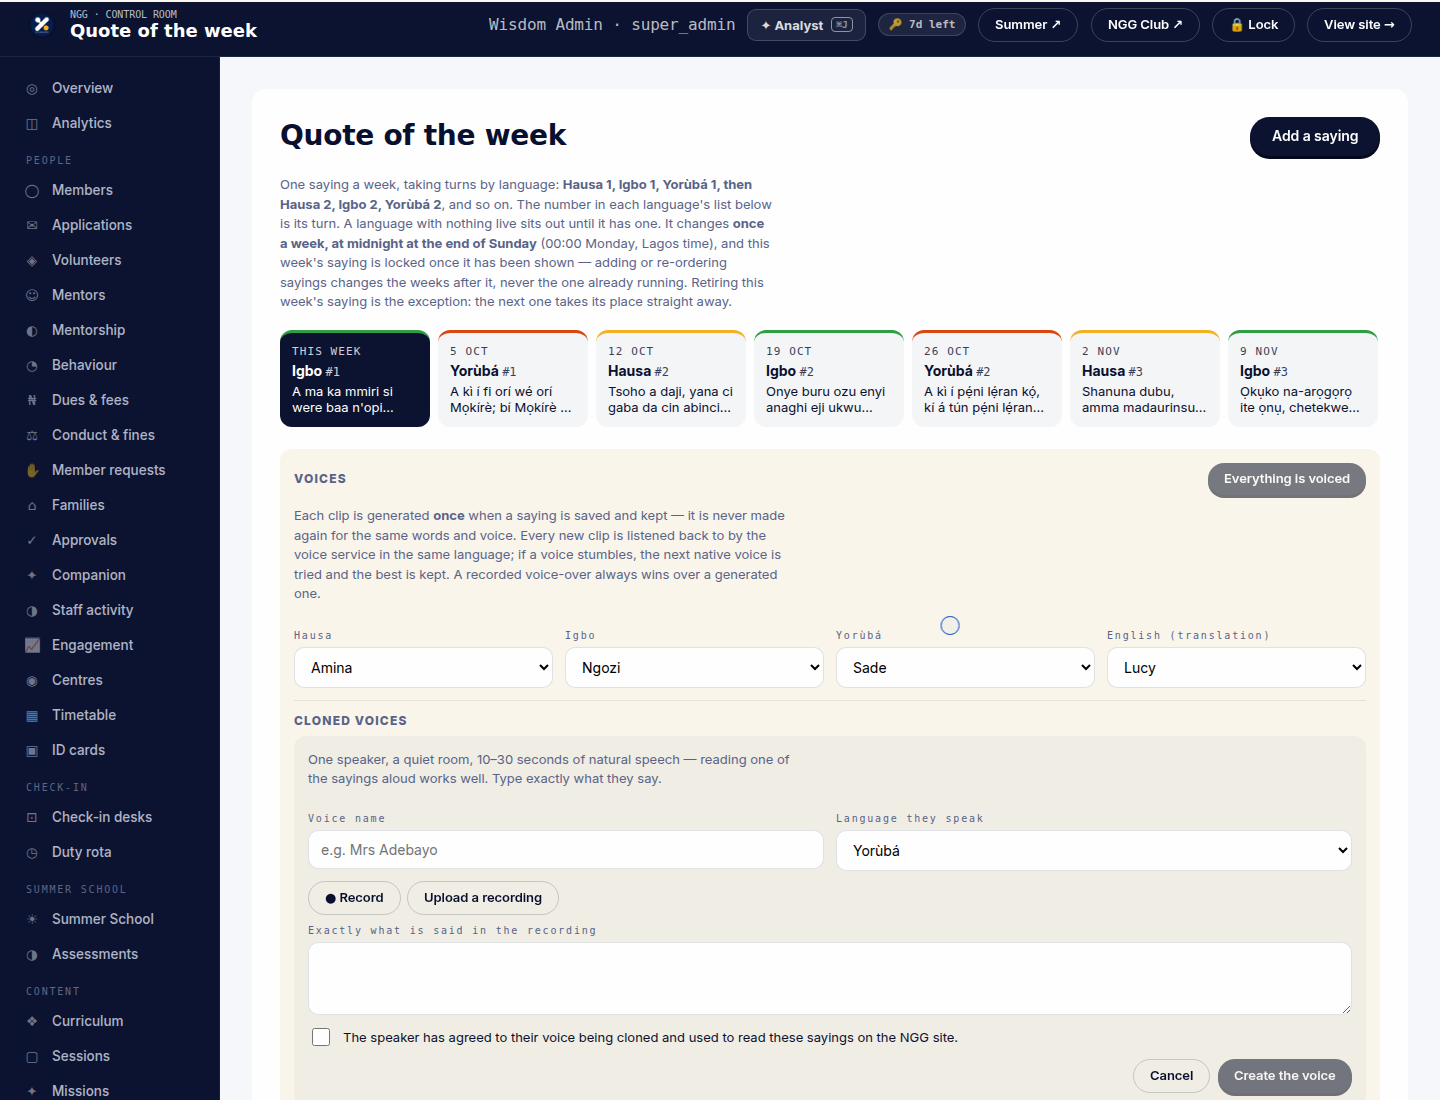 NGG · CONTROL ROOM
Quote of the week
Wisdom Admin · super_admin
✦ Analyst ⌘J
🔑 7d left
Summer ↗
NGG Club ↗
🔒 Lock
View site →
Overview
Analytics
PEOPLE
Members
Applications
Volunteers
Mentors
Mentorship
Behaviour
₦ Dues & fees
Conduct & fines
Member requests
Families
Approvals
Companion
Staff activity
Engagement
Centres
Timetable
ID cards
CHECK-IN
Check-in desks
Duty rota
SUMMER SCHOOL
Summer School
Assessments
CONTENT
Curriculum
Sessions
Missions
Quote of the week
Add a saying
One saying a week, taking turns by language: Hausa 1, Igbo 1, Yorùbá 1, then
Hausa 2, Igbo 2, Yorùbá 2, and so on. The number in each language's list below
is its turn. A language with nothing live sits out until it has one. It changes once
a week, at midnight at the end of Sunday (00:00 Monday, Lagos time), and this
week's saying is locked once it has been shown — adding or re-ordering
sayings changes the weeks after it, never the one already running. Retiring this
week's saying is the exception: the next one takes its place straight away.
THIS WEEK
Igbo #1
A ma ka mmiri si
were baa n'opi...
5 OCT
Yorùbá #1
A kì í fi orí wé orí
Mọkírè; bí Mọkírè ...
12 OCT
Hausa #2
Tsoho a daji, yana ci
gaba da cin abinci...
19 OCT
Igbo #2
Onye buru ozu enyi
anaghi eji ukwu...
26 OCT
Yorùbá #2
A kì í pẹ́ni lẹ́ran kọ́,
kí á tún pẹ́ni lẹ́ran...
2 NOV
Hausa #3
Shanuna dubu,
amma madaurinsu...
9 NOV
Igbo #3
Ọkụko na-arọgọrọ
ite ọnụ, chetekwe...
VOICES
Everything is voiced
Each clip is generated once when a saying is saved and kept — it is never made
again for the same words and voice. Every new clip is listened back to by the
voice service in the same language; if a voice stumbles, the next native voice is
tried and the best is kept. A recorded voice-over always wins over a generated
one.
Hausa
Amina
Igbo
Ngozi
Yorùbá
Sade
English (translation)
Lucy
CLONED VOICES
One speaker, a quiet room, 10–30 seconds of natural speech — reading one of
the sayings aloud works well. Type exactly what they say.
Voice name
e.g. Mrs Adebayo
Language they speak
Yorùbá
● Record
Upload a recording
Exactly what is said in the recording
The speaker has agreed to their voice being cloned and used to read these sayings on the NGG site.
Cancel
Create the voice